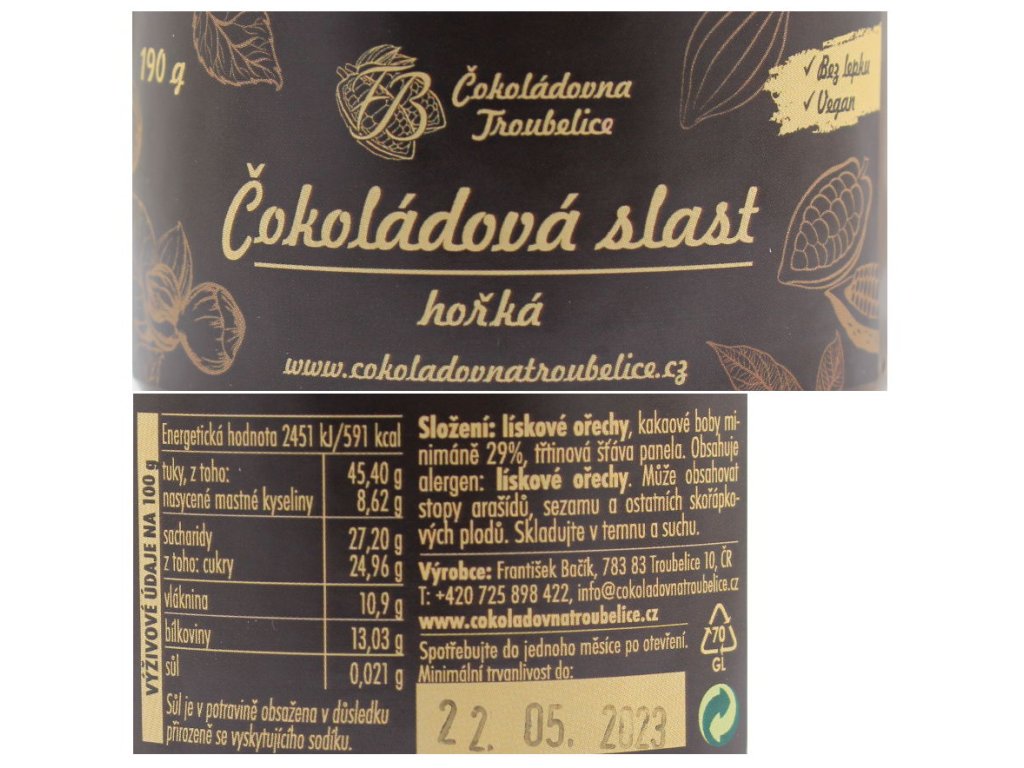 190 g
Čokoládovna
Troubelice
✓ Bez lepku
✓ Vegan
Čokoládová slast
hořká
www.cokoladovnatroubelice.cz
VÝŽIVOVÉ ÚDAJE NA 100 g
Energetická hodnota 2451 kJ/591 kcal
tuky, z toho: 45,40 g
nasycené mastné kyseliny 8,62 g
sacharidy 27,20 g
z toho: cukry 24,96 g
vláknina 10,9 g
bílkoviny 13,03 g
sůl 0,021 g
Sůl je v potravině obsažena v důsledku
přirozeně se vyskytujícího sodíku.
Složení: lískové ořechy, kakaové boby mi-
nimáně 29%, třtinová šťáva panela. Obsahuje
alergen: lískové ořechy. Může obsahovat
stopy arašídů, sezamu a ostatních skořápko-
vých plodů. Skladujte v temnu a suchu.
Výrobce: František Bačík, 783 83 Troubelice 10, ČR
T: +420 725 898 422, info@cokoladovnatroubelice.cz
www.cokoladovnatroubelice.cz
Spotřebujte do jednoho měsíce po otevření.
Minimální trvanlivost do:
22. 05. 2023
70
GL